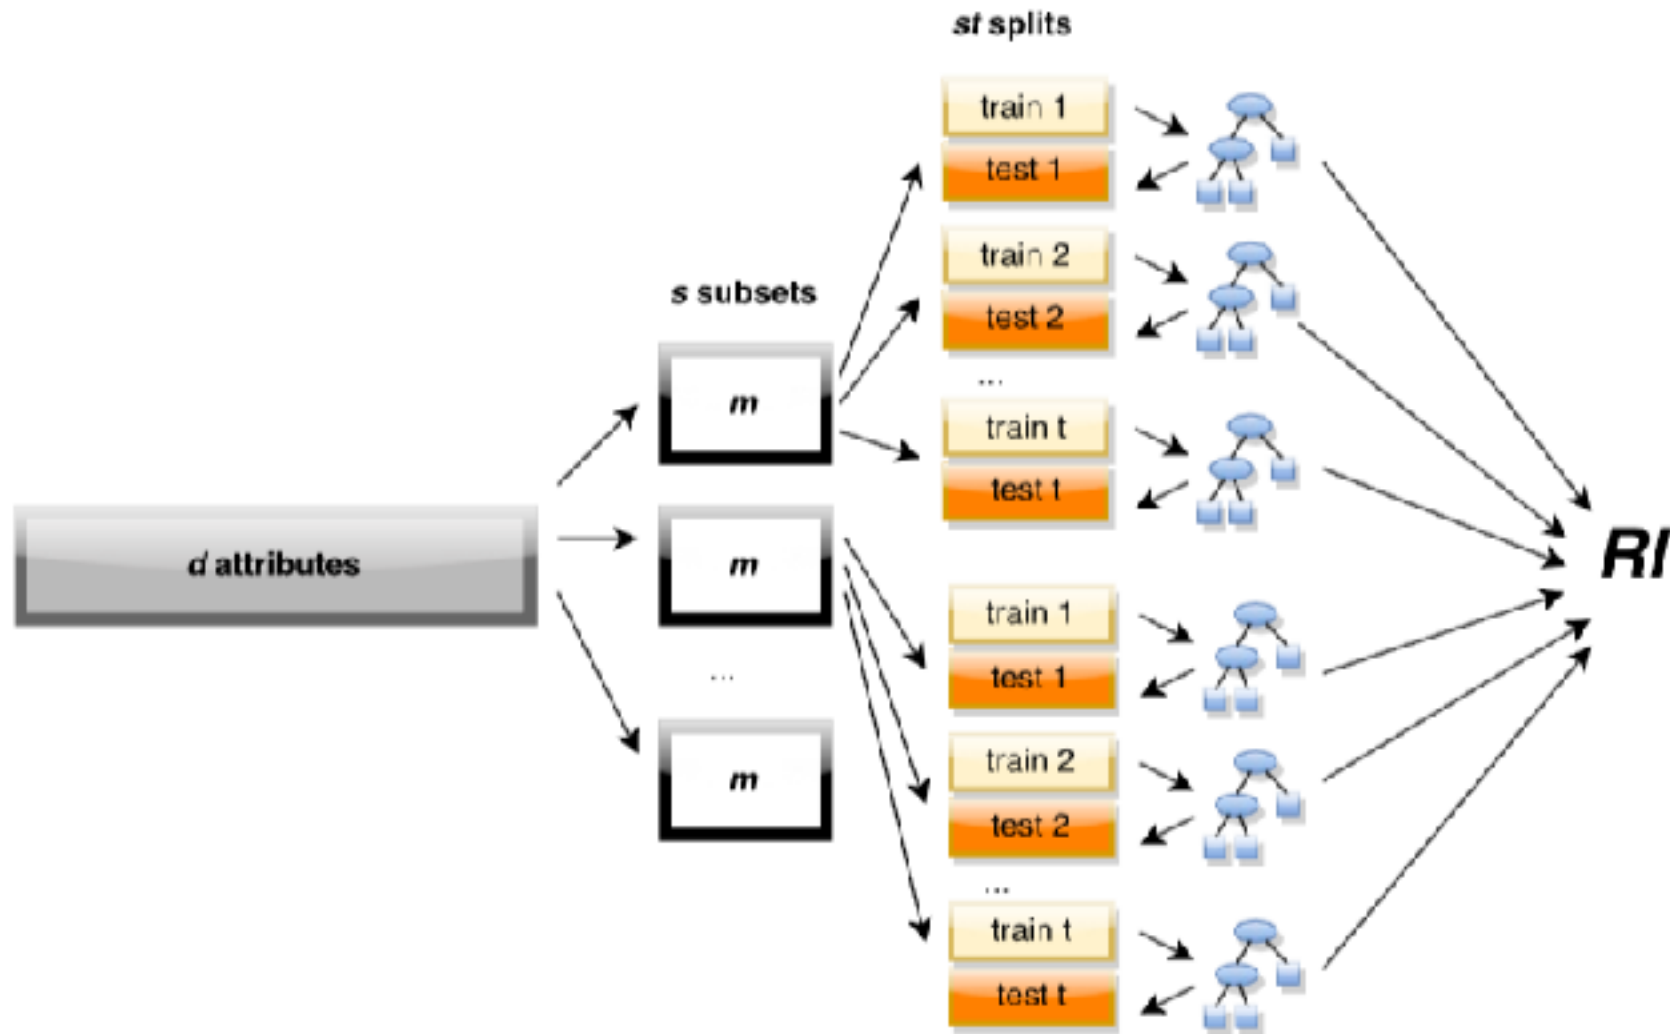 st splits
train 1
test 1
train 2
test 2
...
train t
test t
s subsets
m
m
...
m
d attributes
train 1
test 1
train 2
test 2
...
train t
test t
RI